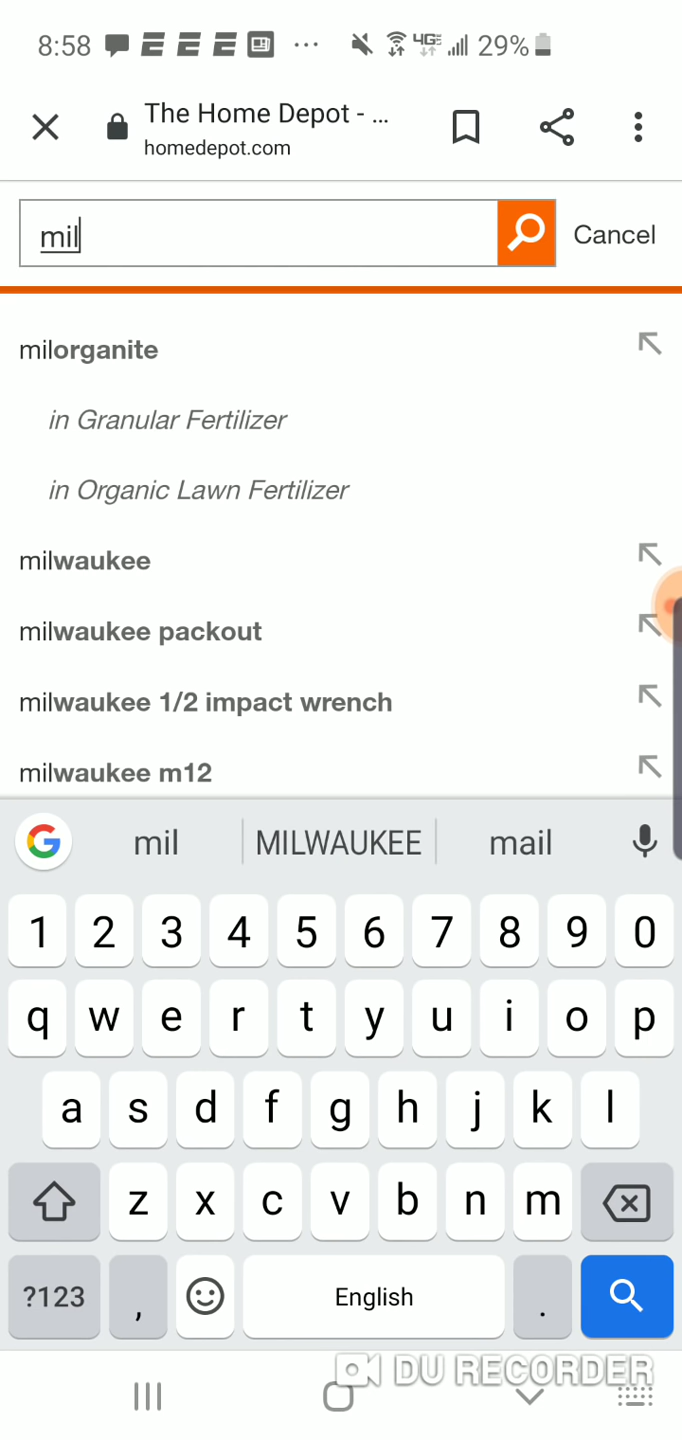 8:58 4GE 29%
The Home Depot - ...
homedepot.com
mil Cancel
milorganite
in Granular Fertilizer
in Organic Lawn Fertilizer
milwaukee
milwaukee packout
milwaukee 1/2 impact wrench
milwaukee m12
mil MILWAUKEE mail
1 2 3 4 5 6 7 8 9 0
q w e r t y u i o p
a s d f g h j k l
z x c v b n m
?123 , English .
DU RECORDER